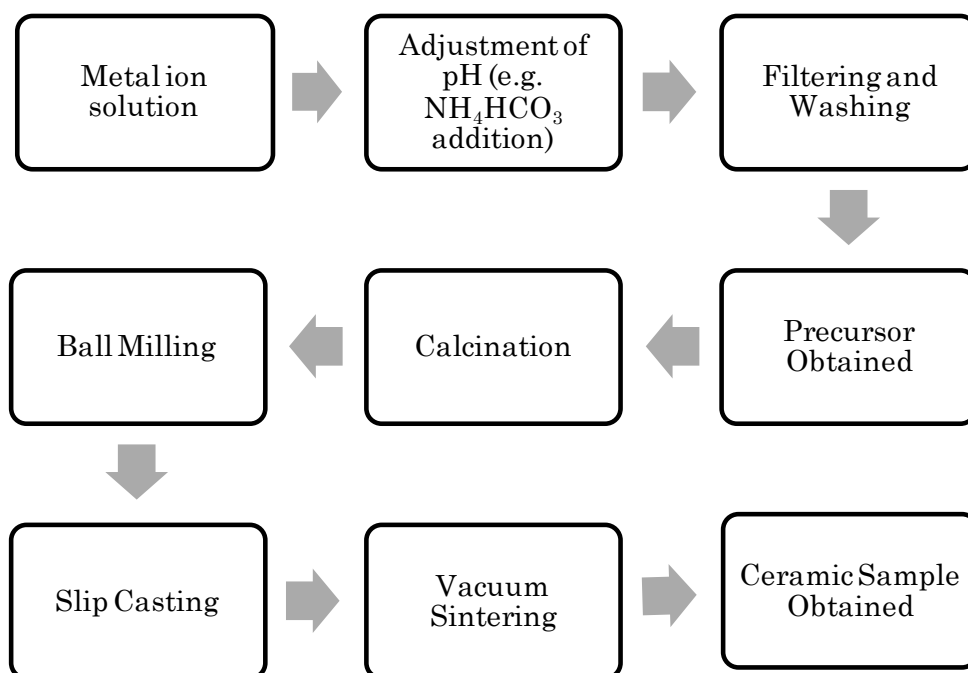 Metal ion
solution
Adjustment of
pH (e.g.
NH₄HCO₃
addition)
Filtering and
Washing
Precursor
Obtained
Calcination
Ball Milling
Slip Casting
Vacuum
Sintering
Ceramic Sample
Obtained